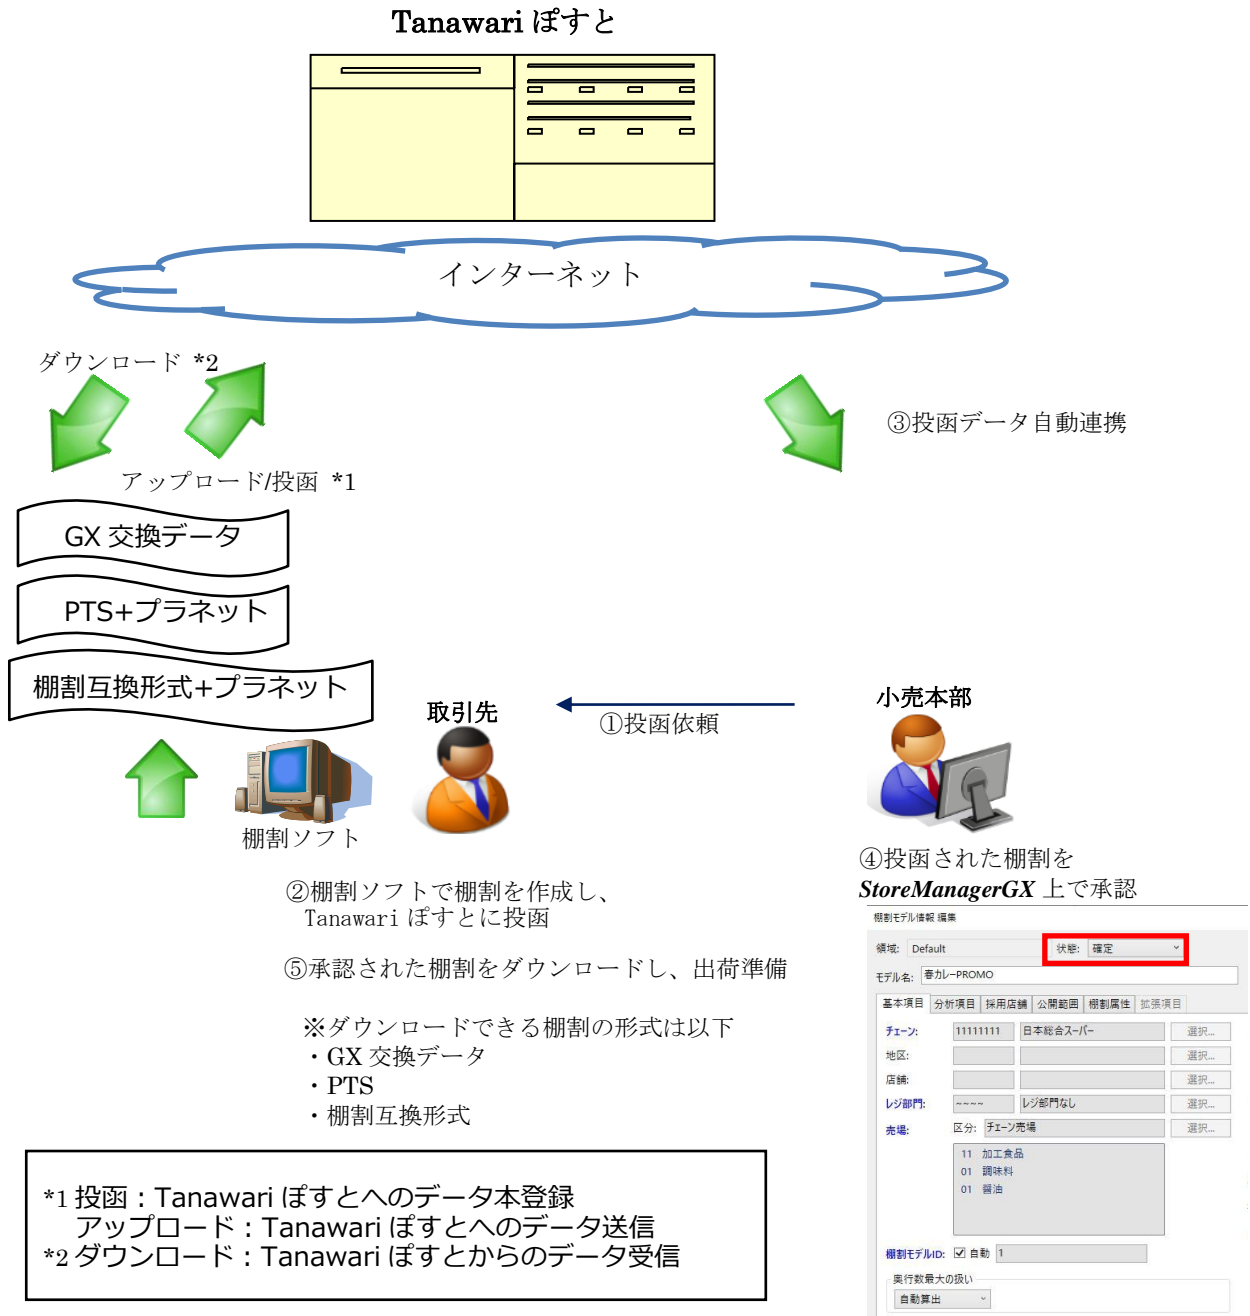 Tanawari ぽすと
インターネット
ダウンロード *2
アップロード/投函 *1
③投函データ自動連携
GX 交換データ
PTS+プラネット
棚割互換形式+プラネット
棚割ソフト
取引先
①投函依頼
小売本部
②棚割ソフトで棚割を作成し、
Tanawari ぽすとに投函
⑤承認された棚割をダウンロードし、出荷準備
※ダウンロードできる棚割の形式は以下
・GX 交換データ
・PTS
・棚割互換形式
④投函された棚割を
StoreManagerGX 上で承認
棚割モデル情報 編集
領域: Default 状態: 確定
モデル名: 春カレーPROMO
基本項目 分析項目 採用店舗 公開範囲 棚割属性 拡張項目
チェーン: 11111111 日本総合スーパー 選択...
地区: 選択...
店舗: 選択...
レジ部門: ~~~~ レジ部門なし 選択...
売場: 区分: チェーン売場 選択...
11 加工食品
01 調味料
01 醤油
棚割モデルID: 自動 1
奥行数最大の扱い
自動算出
*1 投函：Tanawari ぽすとへのデータ本登録
アップロード：Tanawari ぽすとへのデータ送信
*2 ダウンロード：Tanawari ぽすとからのデータ受信